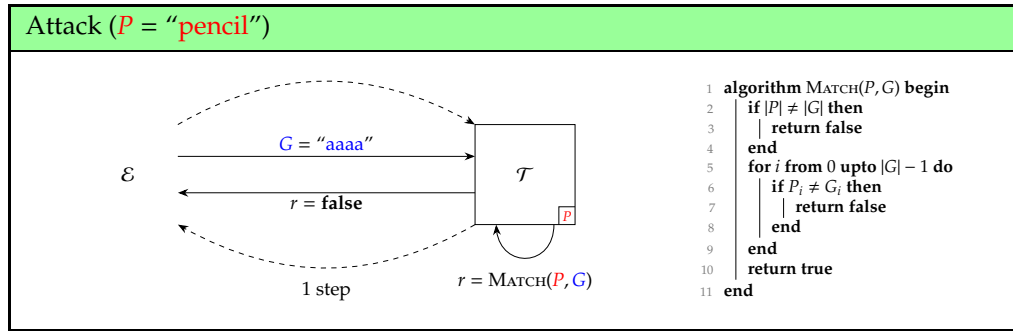 Attack (P = “pencil”)
G = “aaaa”
ℰ
𝒯
r = false
P
1 step
r = Match(P, G)
1 algorithm Match(P, G) begin
2 if |P| ≠ |G| then
3 return false
4 end
5 for i from 0 upto |G| − 1 do
6 if Pᵢ ≠ Gᵢ then
7 return false
8 end
9 end
10 return true
11 end